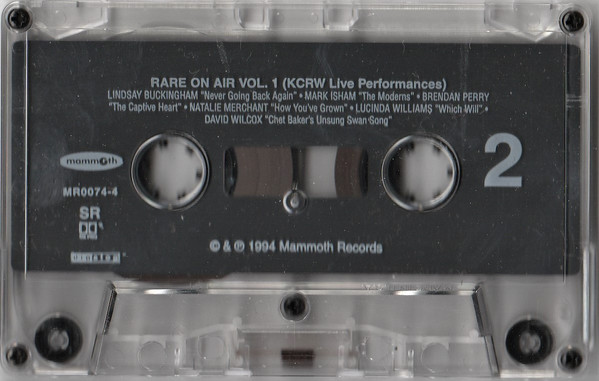 RARE ON AIR VOL. 1 (KCRW Live Performances)
LINDSAY BUCKINGHAM "Never Going Back Again" • MARK ISHAM "The Moderns" • BRENDAN PERRY
"The Captive Heart" • NATALIE MERCHANT "How You've Grown" • LUCINDA WILLIAMS "Which Will" •
DAVID WILCOX "Chet Baker's Unsung Swan Song"
mammoth
2
MR0074-4
SR
© & ℗ 1994 Mammoth Records